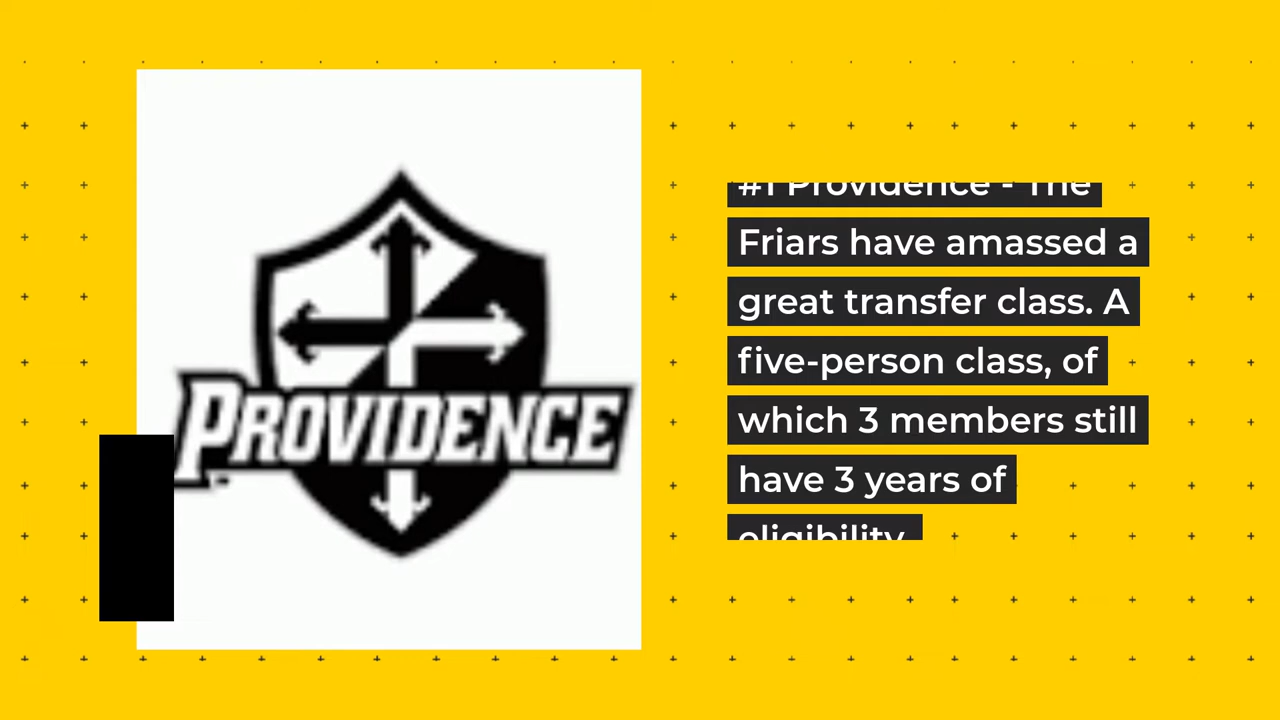 PROVIDENCE
#1 Providence - The
Friars have amassed a
great transfer class. A
five-person class, of
which 3 members still
have 3 years of
eligibility.